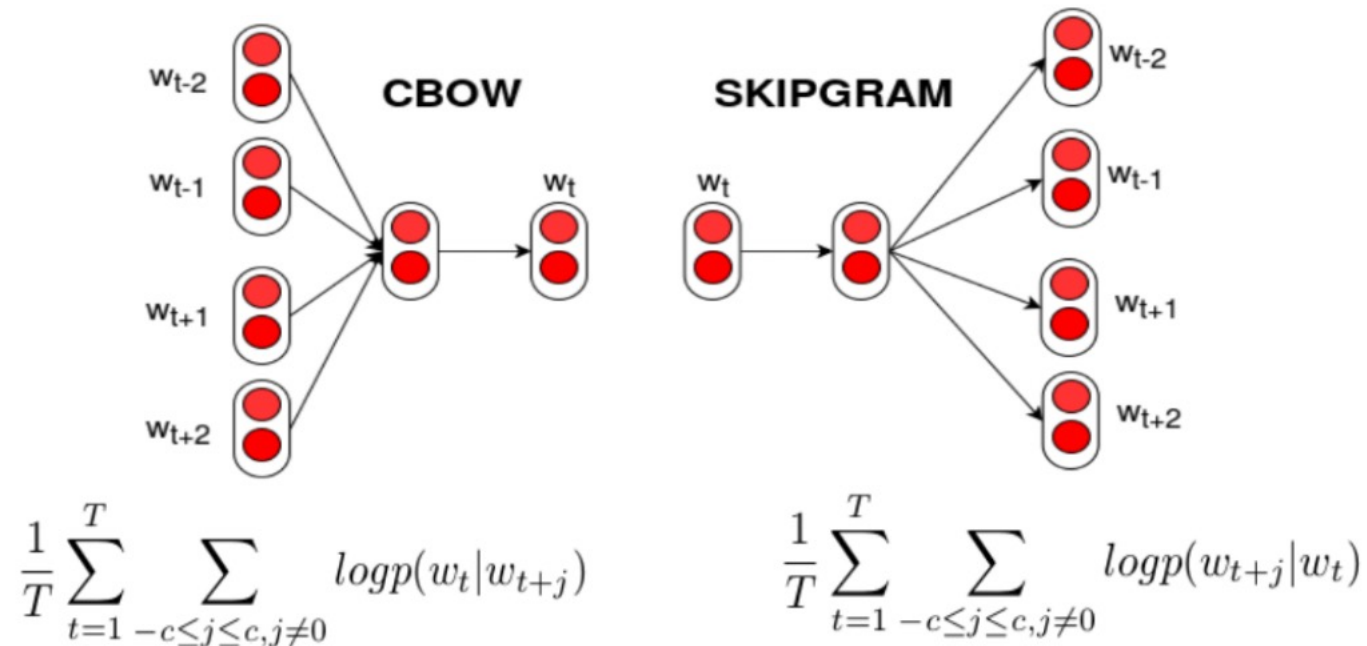 CBOW
w_{t-2}
w_{t-1}
w_{t+1}
w_{t+2}
w_t
\frac{1}{T} \sum_{t=1}^{T} \sum_{-c \leq j \leq c, j \neq 0} logp(w_t|w_{t+j})
SKIPGRAM
w_t
w_{t-2}
w_{t-1}
w_{t+1}
w_{t+2}
\frac{1}{T} \sum_{t=1}^{T} \sum_{-c \leq j \leq c, j \neq 0} logp(w_{t+j}|w_t)